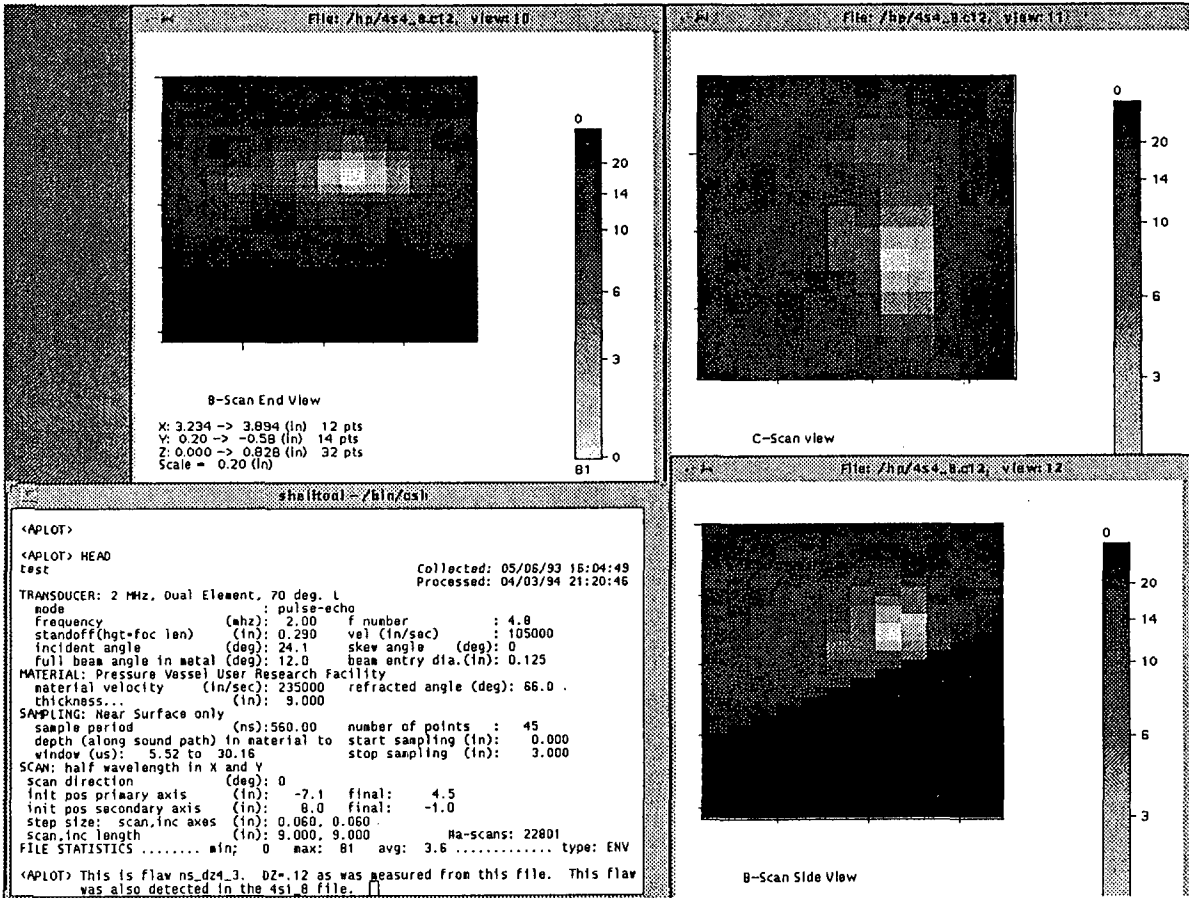 File: /hp/4s4_8.c12, view:10
0
20
14
10
6
3
0
81
B-Scan End View
X: 3.234 -> 3.894 (in) 12 pts
Y: 0.20 -> -0.58 (in) 14 pts
Z: 0.000 -> 0.828 (in) 32 pts
Scale = 0.20 (in)
File: /hp/4s4_8.c12, view:11
0
20
14
10
6
3
C-Scan view
shelltool - /bin/csh
<APLOT>
<APLOT> HEAD
test Collected: 05/06/93 16:04:49
Processed: 04/03/94 21:20:46
TRANSDUCER: 2 MHz, Dual Element, 70 deg. L
mode : pulse-echo
frequency (mhz): 2.00 f number : 4.8
standoff(hgt+foc len) (in): 0.290 vel (in/sec) : 105000
incident angle (deg): 24.1 skew angle (deg): 0
full beam angle in metal (deg): 12.0 beam entry dia.(in): 0.125
MATERIAL: Pressure Vessel User Research Facility
material velocity (in/sec): 235000 refracted angle (deg): 66.0
thickness... (in): 9.000
SAMPLING: Near Surface only
sample period (ns):560.00 number of points : 45
depth (along sound path) in material to start sampling (in): 0.000
window (us): 5.52 to 30.16 stop sampling (in): 3.000
SCAN: half wavelength in X and Y
scan direction (deg): 0
init pos primary axis (in): -7.1 final: 4.5
init pos secondary axis (in): 8.0 final: -1.0
step size: scan,inc axes (in): 0.060, 0.060
scan,inc length (in): 9.000, 9.000 #a-scans: 22801
FILE STATISTICS ........ min; 0 max: 81 avg: 3.6 ............. type: ENV
<APLOT> This is flaw ns_dz4_3. DZ=.12 as was measured from this file. This flaw
was also detected in the 4s1_8 file.
File: /hp/4s4_8.c12, view:12
0
20
14
10
6
3
B-Scan Side View